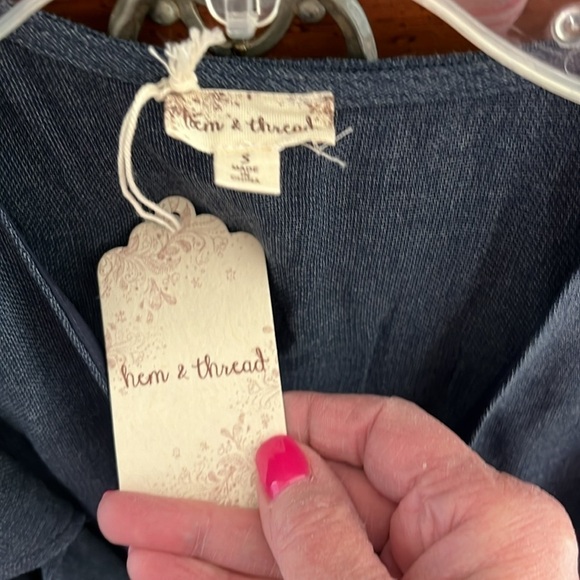 S
hem & thread
S
MADE
IN
CHINA
hem & thread